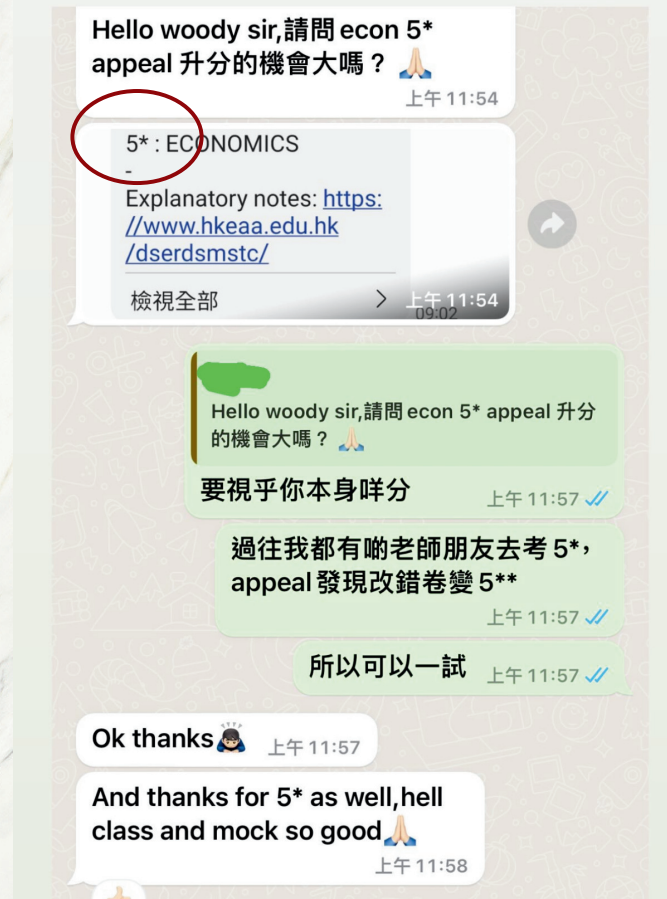 Hello woody sir,請問 econ 5*
appeal 升分的機會大嗎？ 🙏🏻
上午 11:54
5* : ECONOMICS
-
Explanatory notes: https:
//www.hkeaa.edu.hk
/dserdsmstc/
檢視全部
上午 11:54
09:02
Hello woody sir,請問 econ 5* appeal 升分
的機會大嗎？ 🙏🏻
要視乎你本身咩分
上午 11:57
過往我都有啲老師朋友去考 5*，
appeal 發現改錯卷變 5**
上午 11:57
所以可以一試
上午 11:57
Ok thanks🙇🏻
上午 11:57
And thanks for 5* as well,hell
class and mock so good🙏🏻
上午 11:58